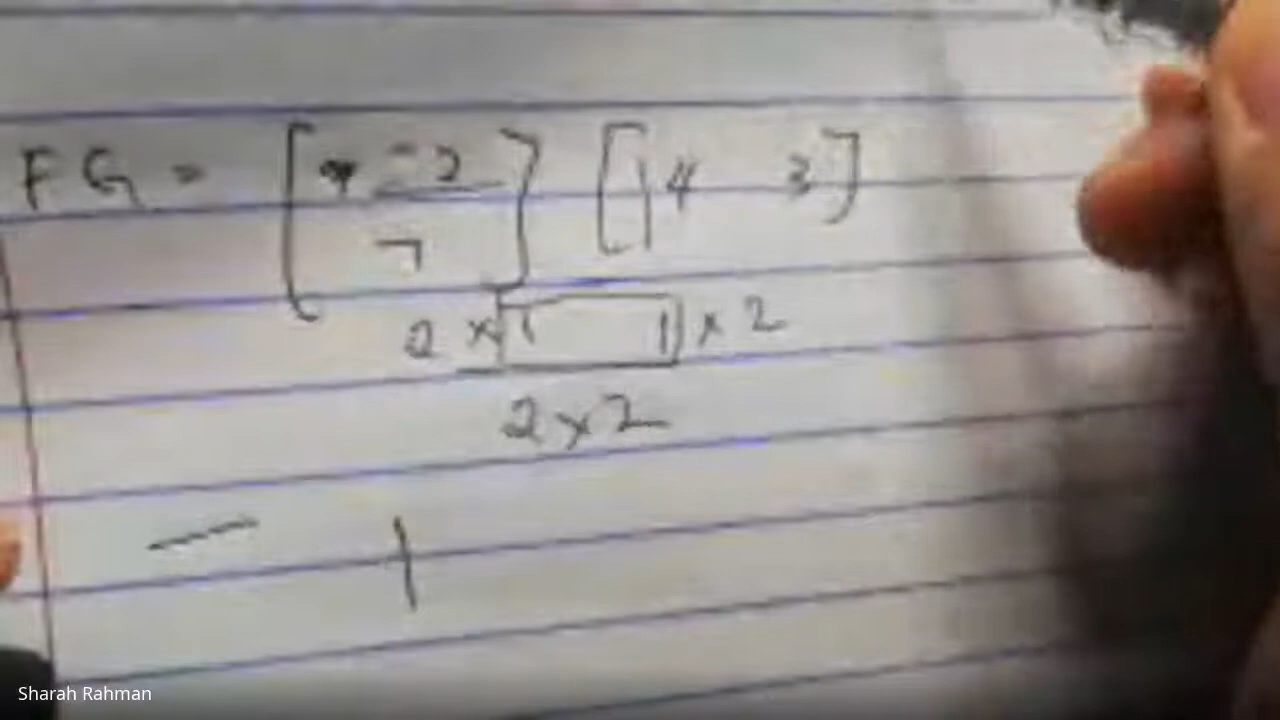 FG = [ -2 ] [ 4 3 ]
7
2 × 1 1 × 2
2×2
— |
Sharah Rahman